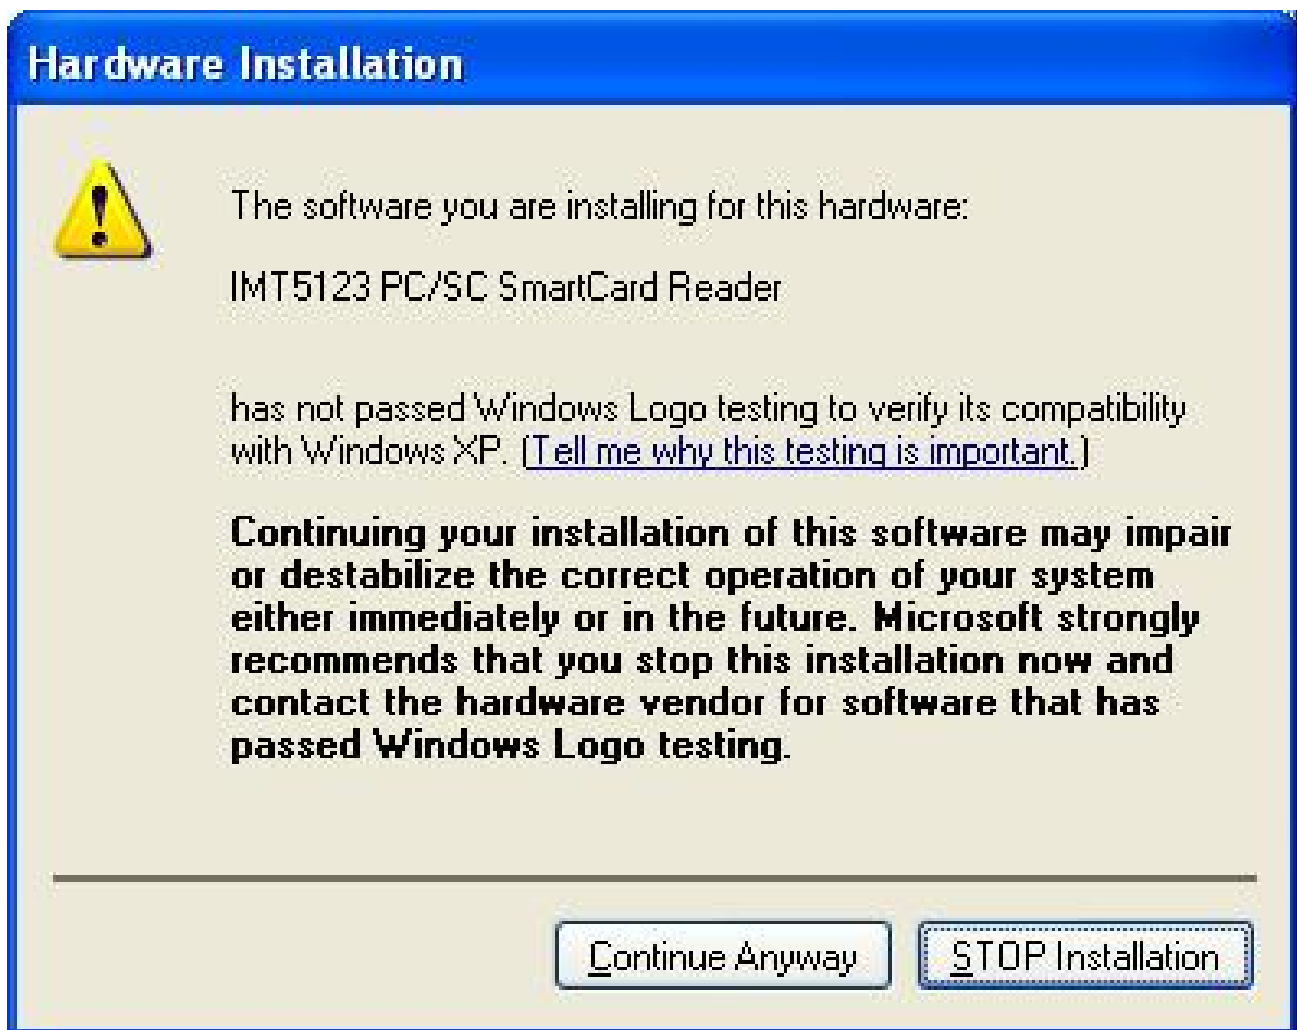 Hardware Installation
The software you are installing for this hardware:
IMT5123 PC/SC SmartCard Reader
has not passed Windows Logo testing to verify its compatibility
with Windows XP. (Tell me why this testing is important.)
Continuing your installation of this software may impair
or destabilize the correct operation of your system
either immediately or in the future. Microsoft strongly
recommends that you stop this installation now and
contact the hardware vendor for software that has
passed Windows Logo testing.
Continue Anyway
STOP Installation